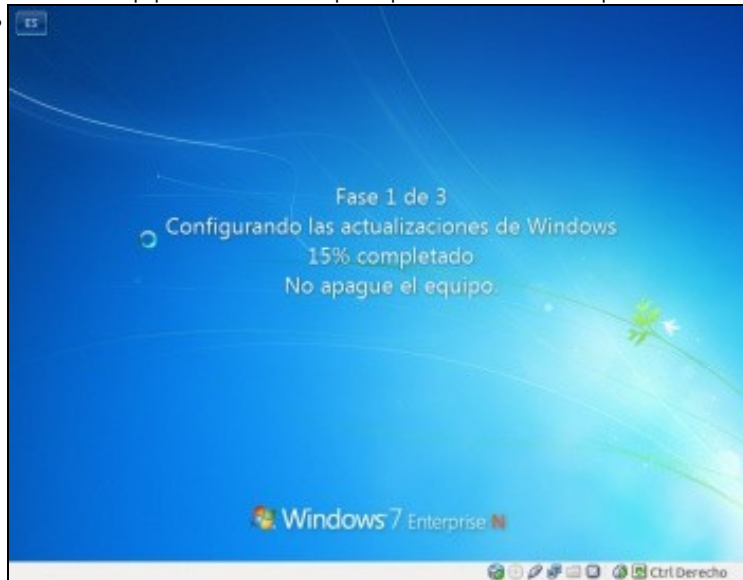 ES
Fase 1 de 3
Configurando las actualizaciones de Windows
15% completado
No apague el equipo.
Windows 7 Enterprise N
Ctrl Derecho